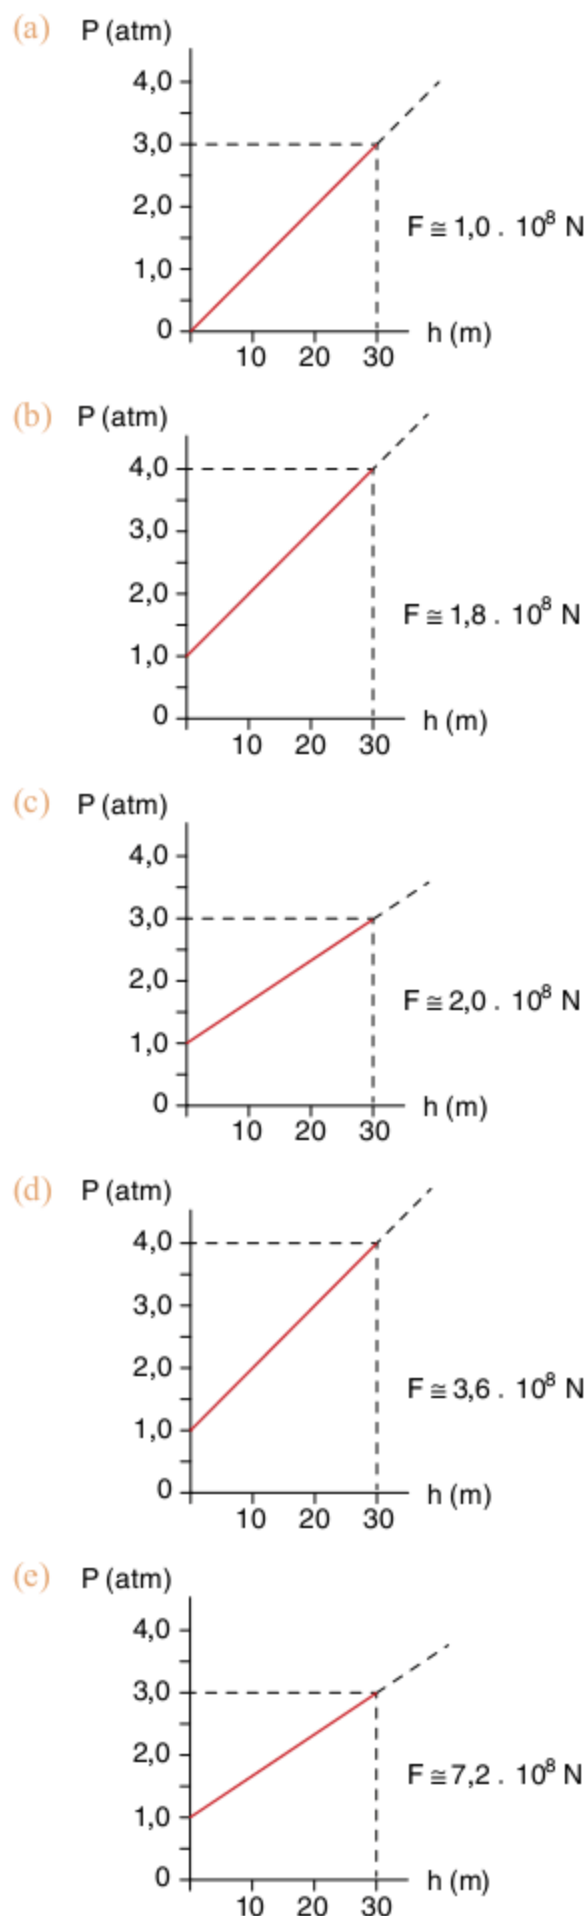 (a) P (atm)
4,0
3,0
2,0
F ≅ 1,0 . 10⁸ N
1,0
0
h (m)
10 20 30
(b) P (atm)
4,0
3,0
2,0
F ≅ 1,8 . 10⁸ N
1,0
0
h (m)
10 20 30
(c) P (atm)
4,0
3,0
2,0
F ≅ 2,0 . 10⁸ N
1,0
0
h (m)
10 20 30
(d) P (atm)
4,0
3,0
2,0
F ≅ 3,6 . 10⁸ N
1,0
0
h (m)
10 20 30
(e) P (atm)
4,0
3,0
2,0
F ≅ 7,2 . 10⁸ N
1,0
0
h (m)
10 20 30